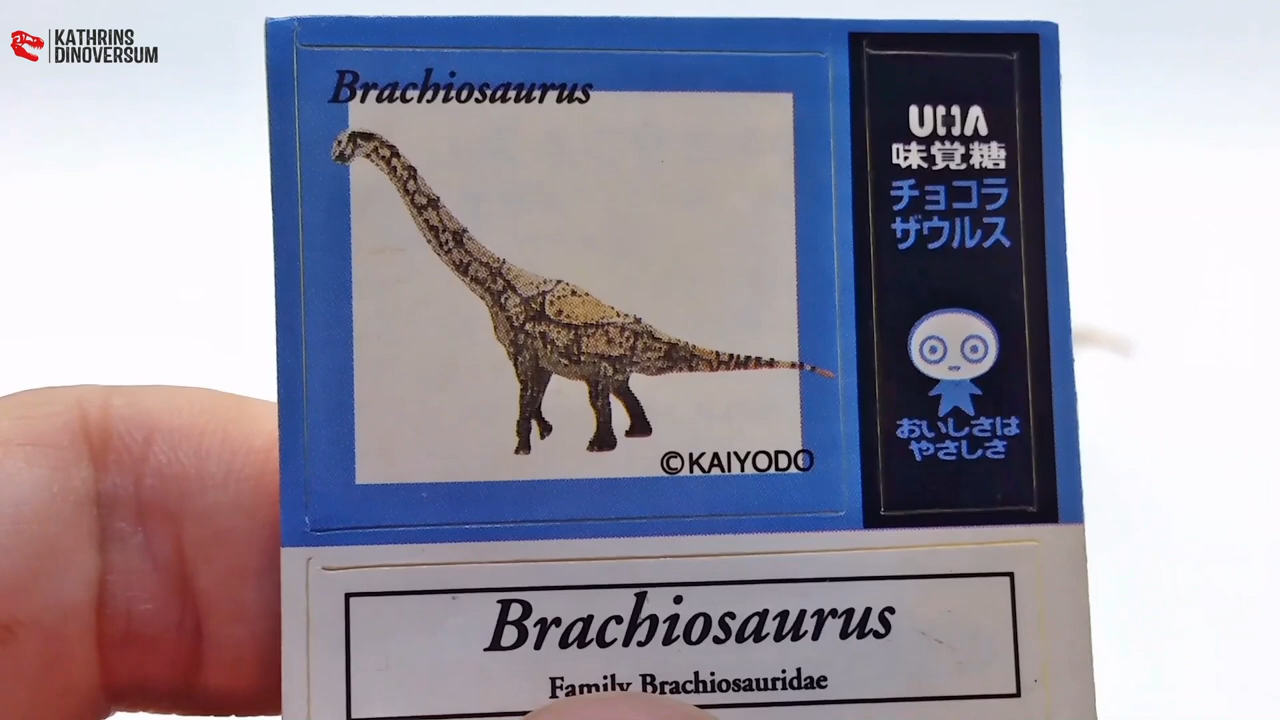 KATHRINS
DINOVERSUM
Brachiosaurus
©KAIYODO
UHA
味覚糖
チョコラ
ザウルス
おいしさは
やさしさ
Brachiosaurus
Family Brachiosauridae